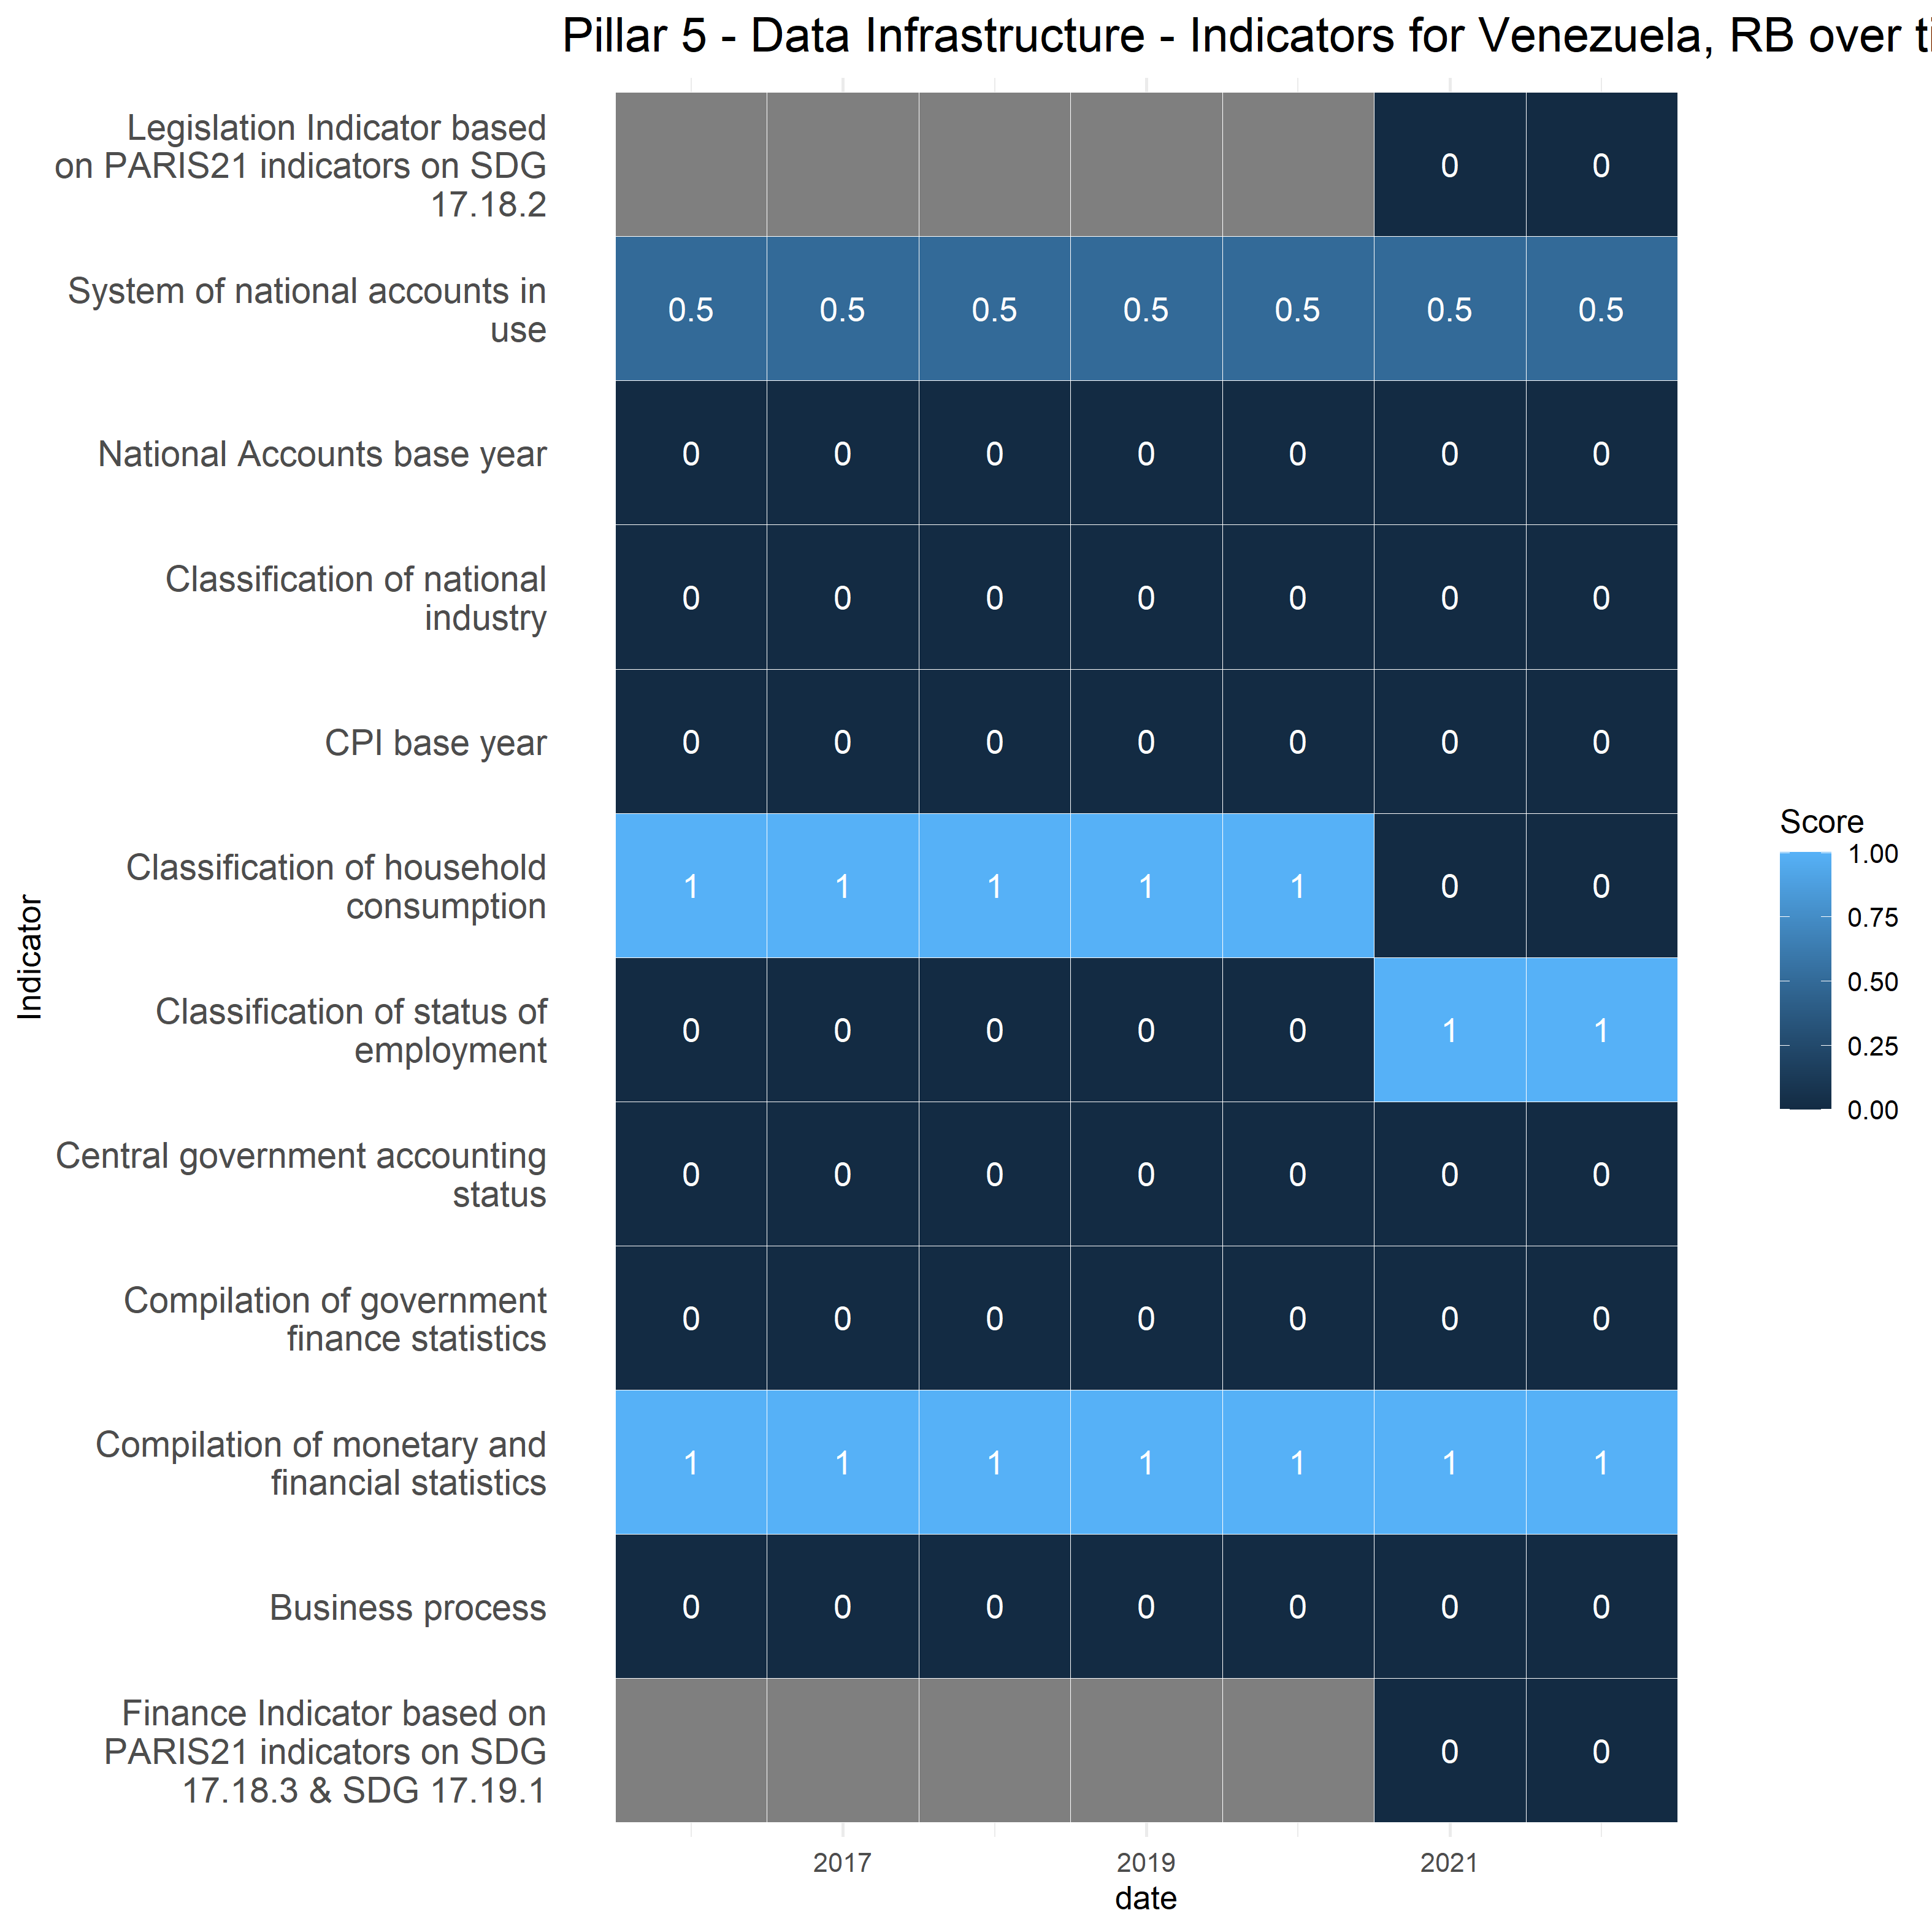 Pillar 5 - Data Infrastructure - Indicators for Venezuela, RB over ti
Legislation Indicator based
on PARIS21 indicators on SDG
17.18.2
0 0
System of national accounts in
use
0.5 0.5 0.5 0.5 0.5 0.5 0.5
National Accounts base year
0 0 0 0 0 0 0
Classification of national
industry
0 0 0 0 0 0 0
CPI base year
0 0 0 0 0 0 0
Classification of household
consumption
1 1 1 1 1 0 0
Classification of status of
employment
0 0 0 0 0 1 1
Central government accounting
status
0 0 0 0 0 0 0
Compilation of government
finance statistics
0 0 0 0 0 0 0
Compilation of monetary and
financial statistics
1 1 1 1 1 1 1
Business process
0 0 0 0 0 0 0
Finance Indicator based on
PARIS21 indicators on SDG
17.18.3 & SDG 17.19.1
0 0
2017 2019 2021
date
Indicator
Score
1.00
0.75
0.50
0.25
0.00